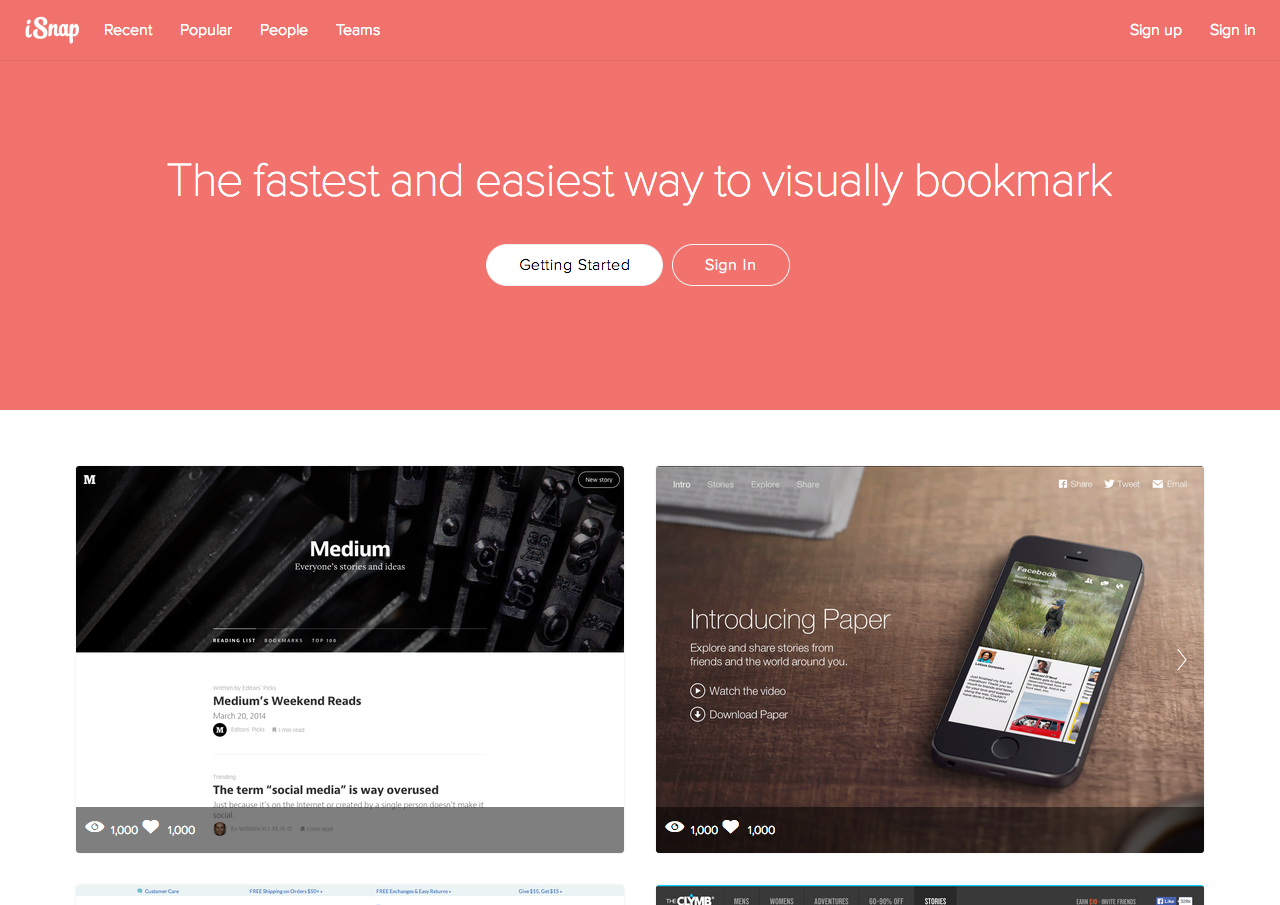 iSnap Recent Popular People Teams Sign up Sign in
The fastest and easiest way to visually bookmark
Getting Started Sign In
M New story
Medium
Everyone's stories and ideas
READING LIST BOOKMARKS TOP 100
Written by Editors' Picks
Medium's Weekend Reads
March 20, 2014
M Editors' Picks 1 min read
Trending
The term “social media” is way overused
Just because it's on the Internet or created by a single person doesn't make it
social.
Ev Williams in
1 min read
1,000 1,000
Intro Stories Explore Share Share Tweet Email
Introducing Paper
Explore and share stories from
friends and the world around you.
Watch the video
Download Paper
Facebook
1,000 1,000
Customer Care FREE Shipping on Orders $50+ FREE Exchanges & Easy Returns Give $15, Get $15
THE CLYMB MENS WOMENS ADVENTURES 60-90% OFF STORIES EARN $10 - INVITE FRIENDS Like